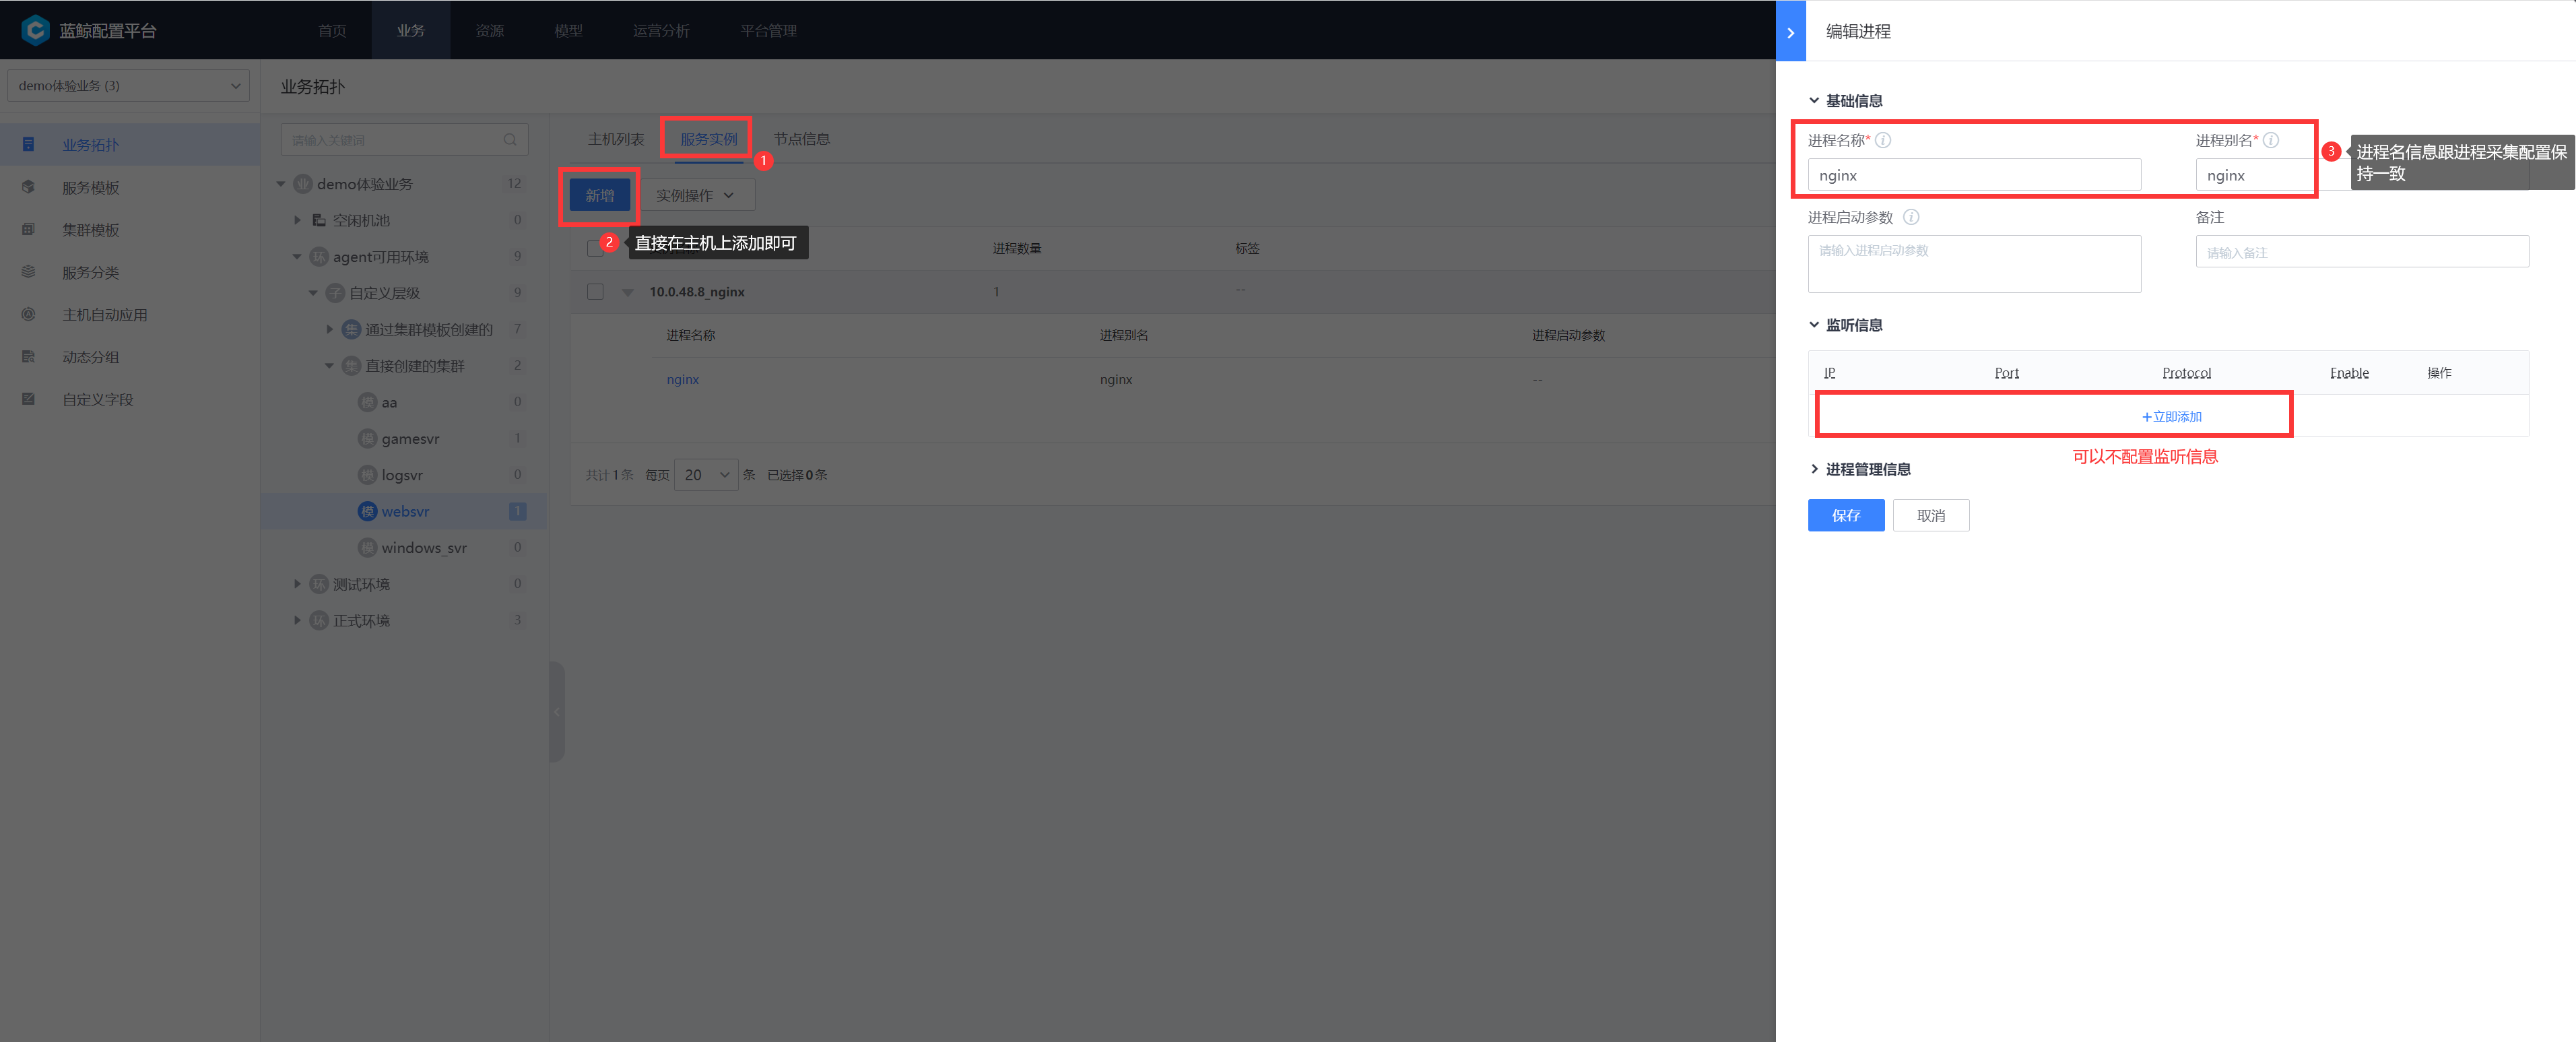 蓝鲸配置平台
首页
业务
资源
模型
运营分析
平台管理
demo体验业务 (3)
业务拓扑
服务模板
集群模板
服务分类
主机自动应用
动态分组
自定义字段
业务拓扑
请输入关键词
业 demo体验业务 12
空闲机池 0
环 agent可用环境 9
子 自定义层级 9
集 通过集群模板创建的 7
集 直接创建的集群 2
模 aa 0
模 gamesvr 1
模 logsvr 0
模 websvr 1
模 windows_svr 0
环 测试环境 0
环 正式环境 3
主机列表
服务实例
节点信息
1
新增
实例操作
2
直接在主机上添加即可
进程数量
标签
10.0.48.8_nginx
1
--
进程名称
进程别名
进程启动参数
nginx
nginx
--
共计 1 条 每页 20 条 已选择 0 条
编辑进程
基础信息
进程名称*
进程别名*
nginx
nginx
3
进程名信息跟进程采集配置保
持一致
进程启动参数
备注
请输入进程启动参数
请输入备注
监听信息
IP
Port
Protocol
Enable
操作
+立即添加
可以不配置监听信息
进程管理信息
保存
取消